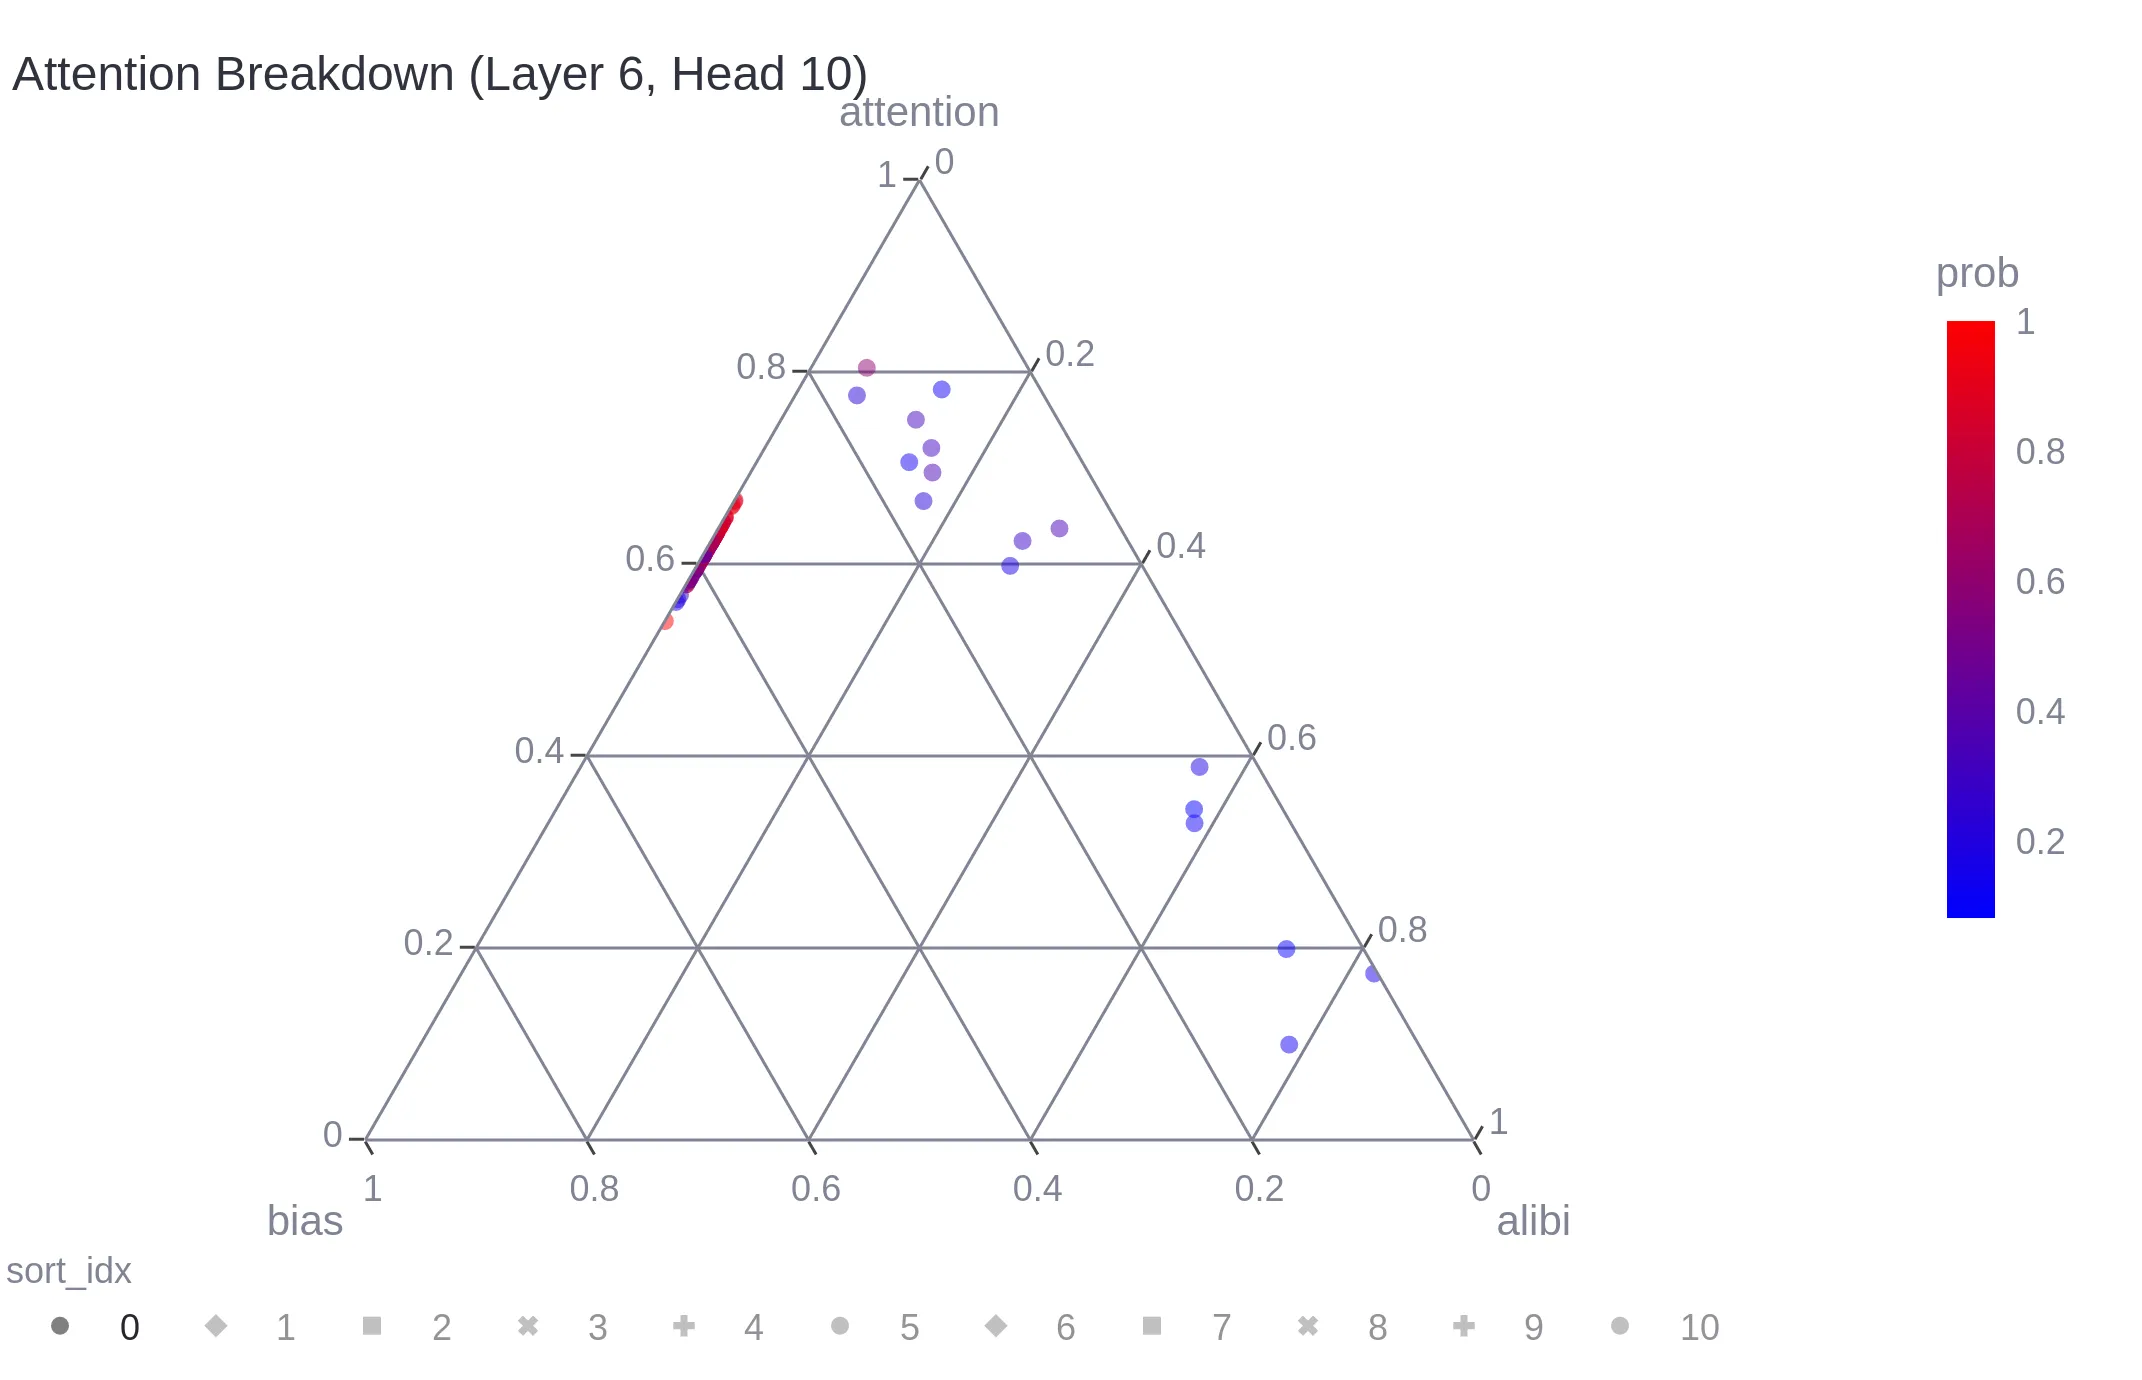 Attention Breakdown (Layer 6, Head 10)
attention
1 0
prob
1
0.8 0.2
0.8
0.6 0.4
0.6
0.4 0.6
0.4
0.2 0.8
0.2
0 1
1 0.8 0.6 0.4 0.2 0
bias alibi
sort_idx
0 1 2 3 4 5 6 7 8 9 10